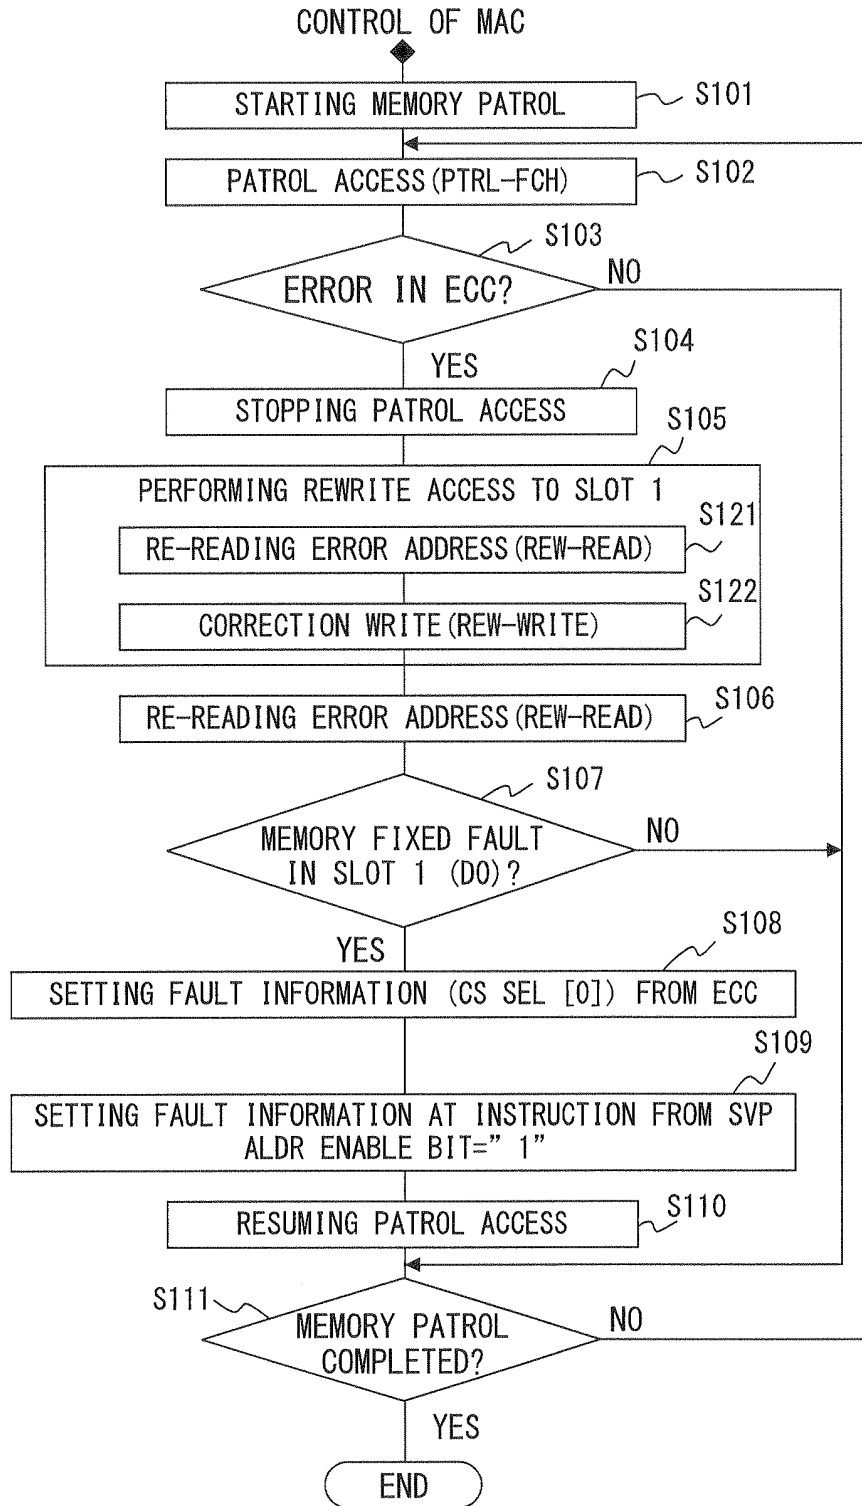 CONTROL OF MAC
STARTING MEMORY PATROL
S101
PATROL ACCESS(PTRL-FCH)
S102
S103
ERROR IN ECC?
NO
YES
S104
STOPPING PATROL ACCESS
S105
PERFORMING REWRITE ACCESS TO SLOT 1
S121
RE-READING ERROR ADDRESS(REW-READ)
S122
CORRECTION WRITE(REW-WRITE)
RE-READING ERROR ADDRESS(REW-READ)
S106
S107
MEMORY FIXED FAULT
IN SLOT 1 (D0)?
NO
YES
S108
SETTING FAULT INFORMATION (CS SEL [0]) FROM ECC
S109
SETTING FAULT INFORMATION AT INSTRUCTION FROM SVP
ALDR ENABLE BIT=” 1”
RESUMING PATROL ACCESS
S110
S111
MEMORY PATROL
COMPLETED?
NO
YES
END